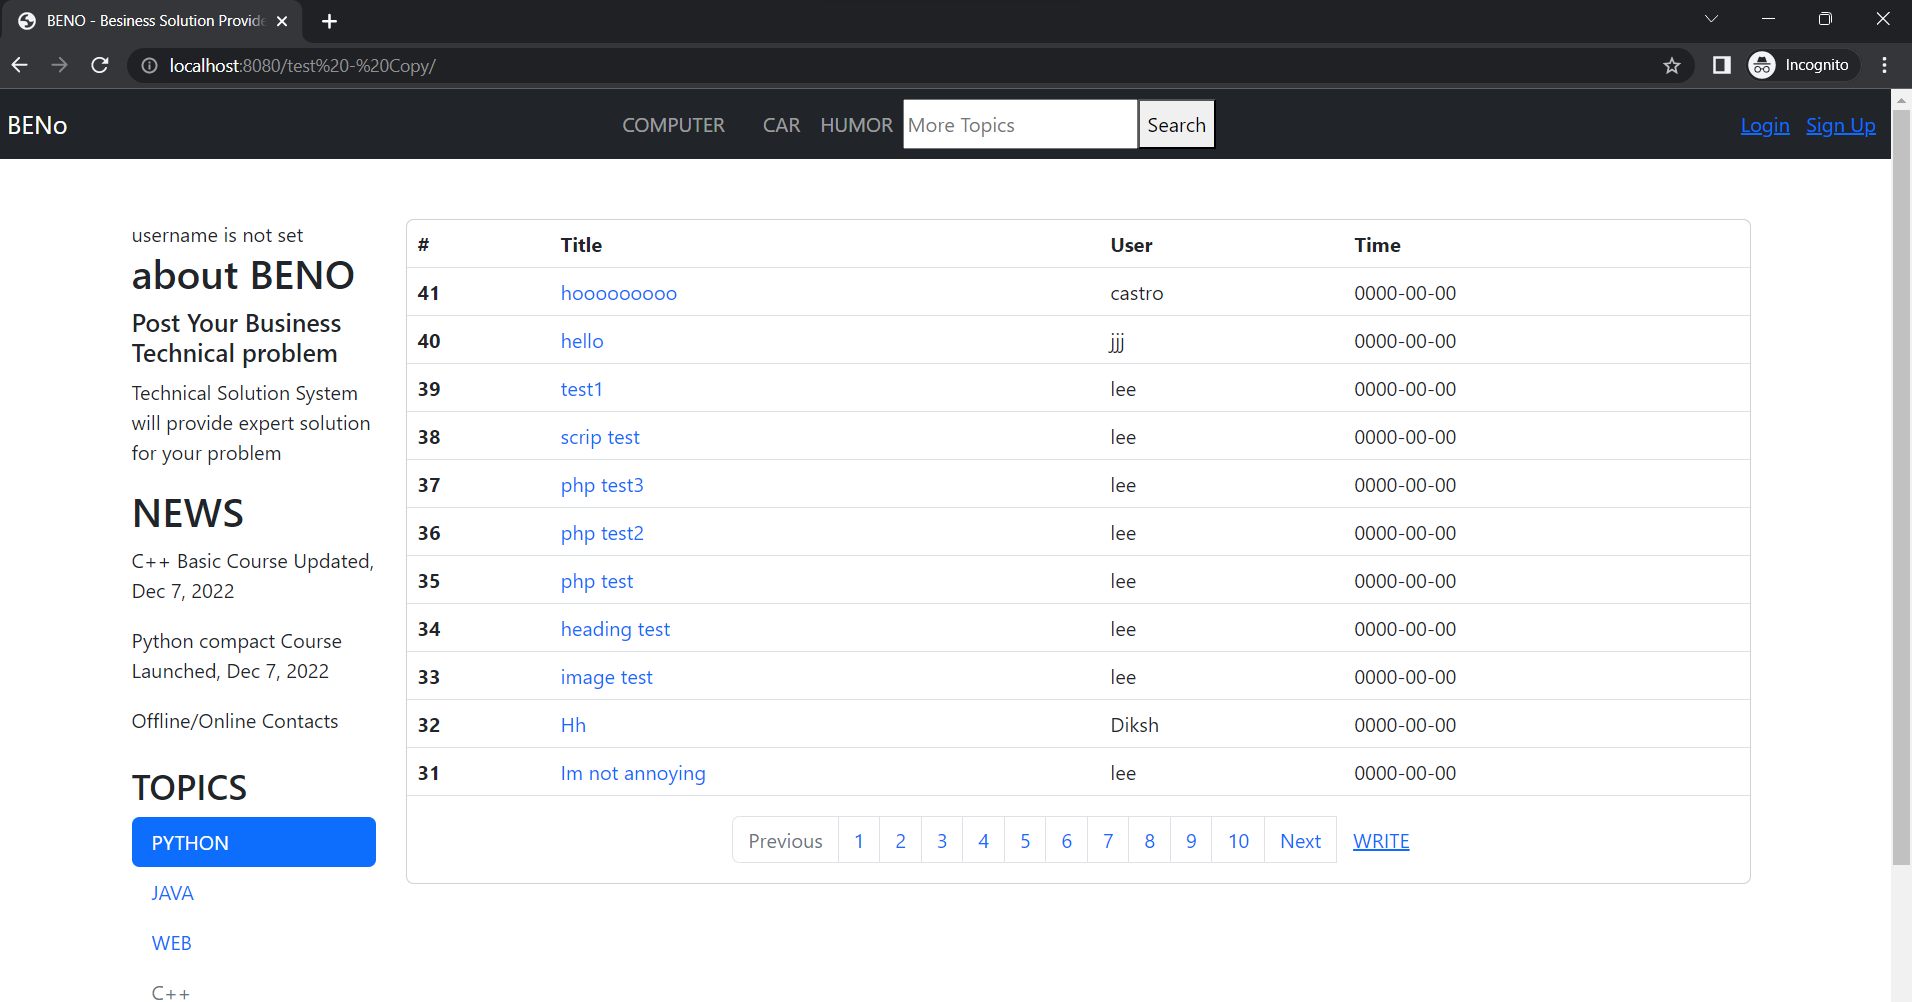 BENO - Besiness Solution Provide
localhost:8080/test%20-%20Copy/
Incognito
BENo
COMPUTER CAR HUMOR More Topics Search
Login Sign Up
username is not set
about BENO
Post Your Business
Technical problem
Technical Solution System
will provide expert solution
for your problem
NEWS
C++ Basic Course Updated,
Dec 7, 2022
Python compact Course
Launched, Dec 7, 2022
Offline/Online Contacts
TOPICS
PYTHON
JAVA
WEB
C++
# Title User Time
41 hooooooooo castro 0000-00-00
40 hello jjj 0000-00-00
39 test1 lee 0000-00-00
38 scrip test lee 0000-00-00
37 php test3 lee 0000-00-00
36 php test2 lee 0000-00-00
35 php test lee 0000-00-00
34 heading test lee 0000-00-00
33 image test lee 0000-00-00
32 Hh Diksh 0000-00-00
31 Im not annoying lee 0000-00-00
Previous 1 2 3 4 5 6 7 8 9 10 Next WRITE